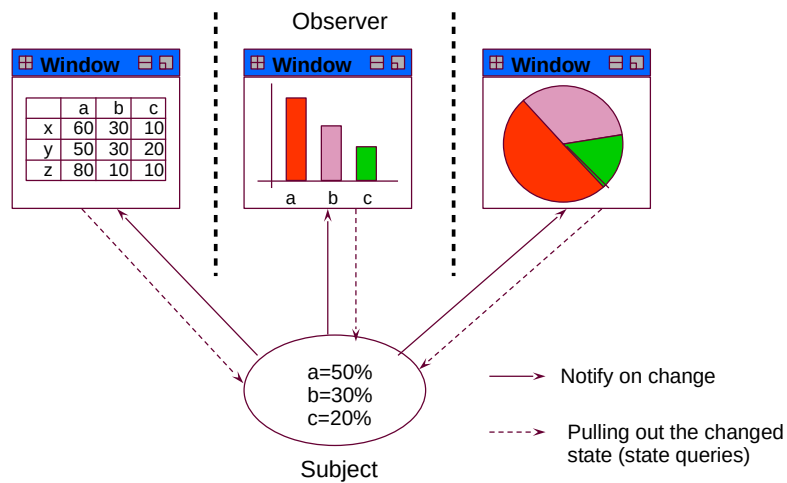 Observer
Window
a b c
x 60 30 10
y 50 30 20
z 80 10 10
Window
a b c
Window
a=50%
b=30%
c=20%
Subject
Notify on change
Pulling out the changed
state (state queries)